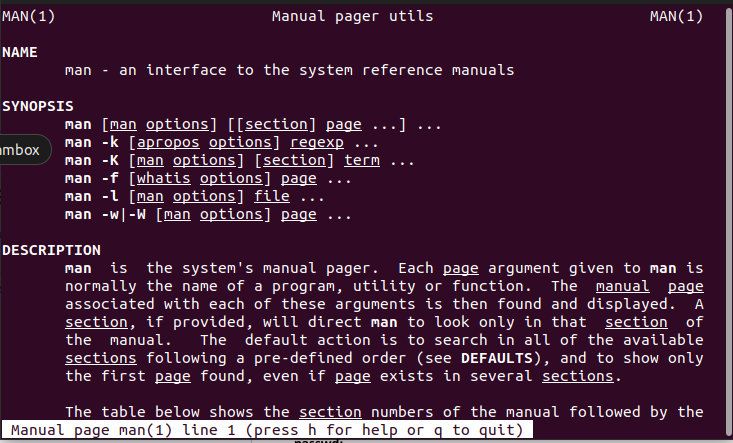 MAN(1) Manual pager utils MAN(1)
NAME
man - an interface to the system reference manuals
SYNOPSIS
man [man options] [[section] page ...] ...
man -k [apropos options] regexp ...
mbox
man -K [man options] [section] term ...
man -f [whatis options] page ...
man -l [man options] file ...
man -w|-W [man options] page ...
DESCRIPTION
man is the system's manual pager. Each page argument given to man is
normally the name of a program, utility or function. The manual page
associated with each of these arguments is then found and displayed. A
section, if provided, will direct man to look only in that section of
the manual. The default action is to search in all of the available
sections following a pre-defined order (see DEFAULTS), and to show only
the first page found, even if page exists in several sections.
The table below shows the section numbers of the manual followed by the
Manual page man(1) line 1 (press h for help or q to quit)